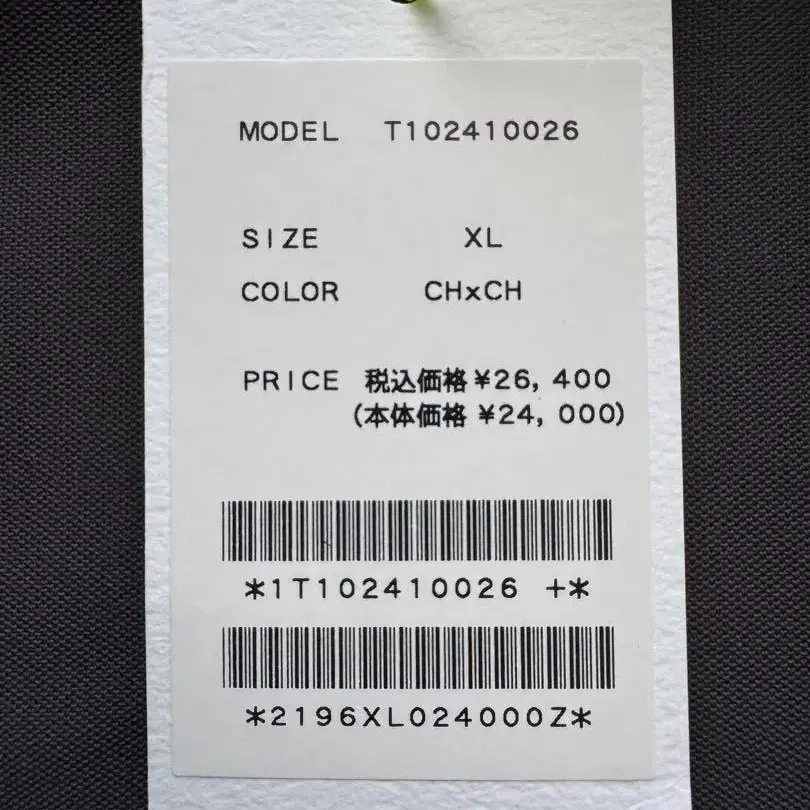 MODEL T102410026
SIZE XL
COLOR CHxCH
PRICE 税込価格 ¥26, 400
(本体価格 ¥24, 000)
*1T102410026 +*
*2196XL024000Z*